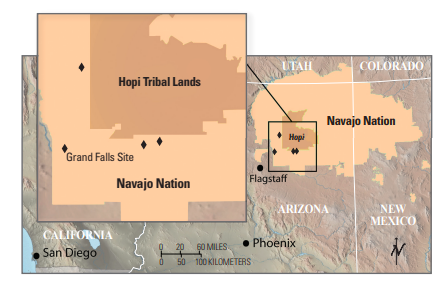 UTAH
COLORADO
Hopi Tribal Lands
Navajo Nation
Hopi
Grand Falls Site
Flagstaff
Navajo Nation
ARIZONA
NEW
MEXICO
CALIFORNIA
San Diego
0 20 60 MILES
0 50 100 KILOMETERS
Phoenix
N